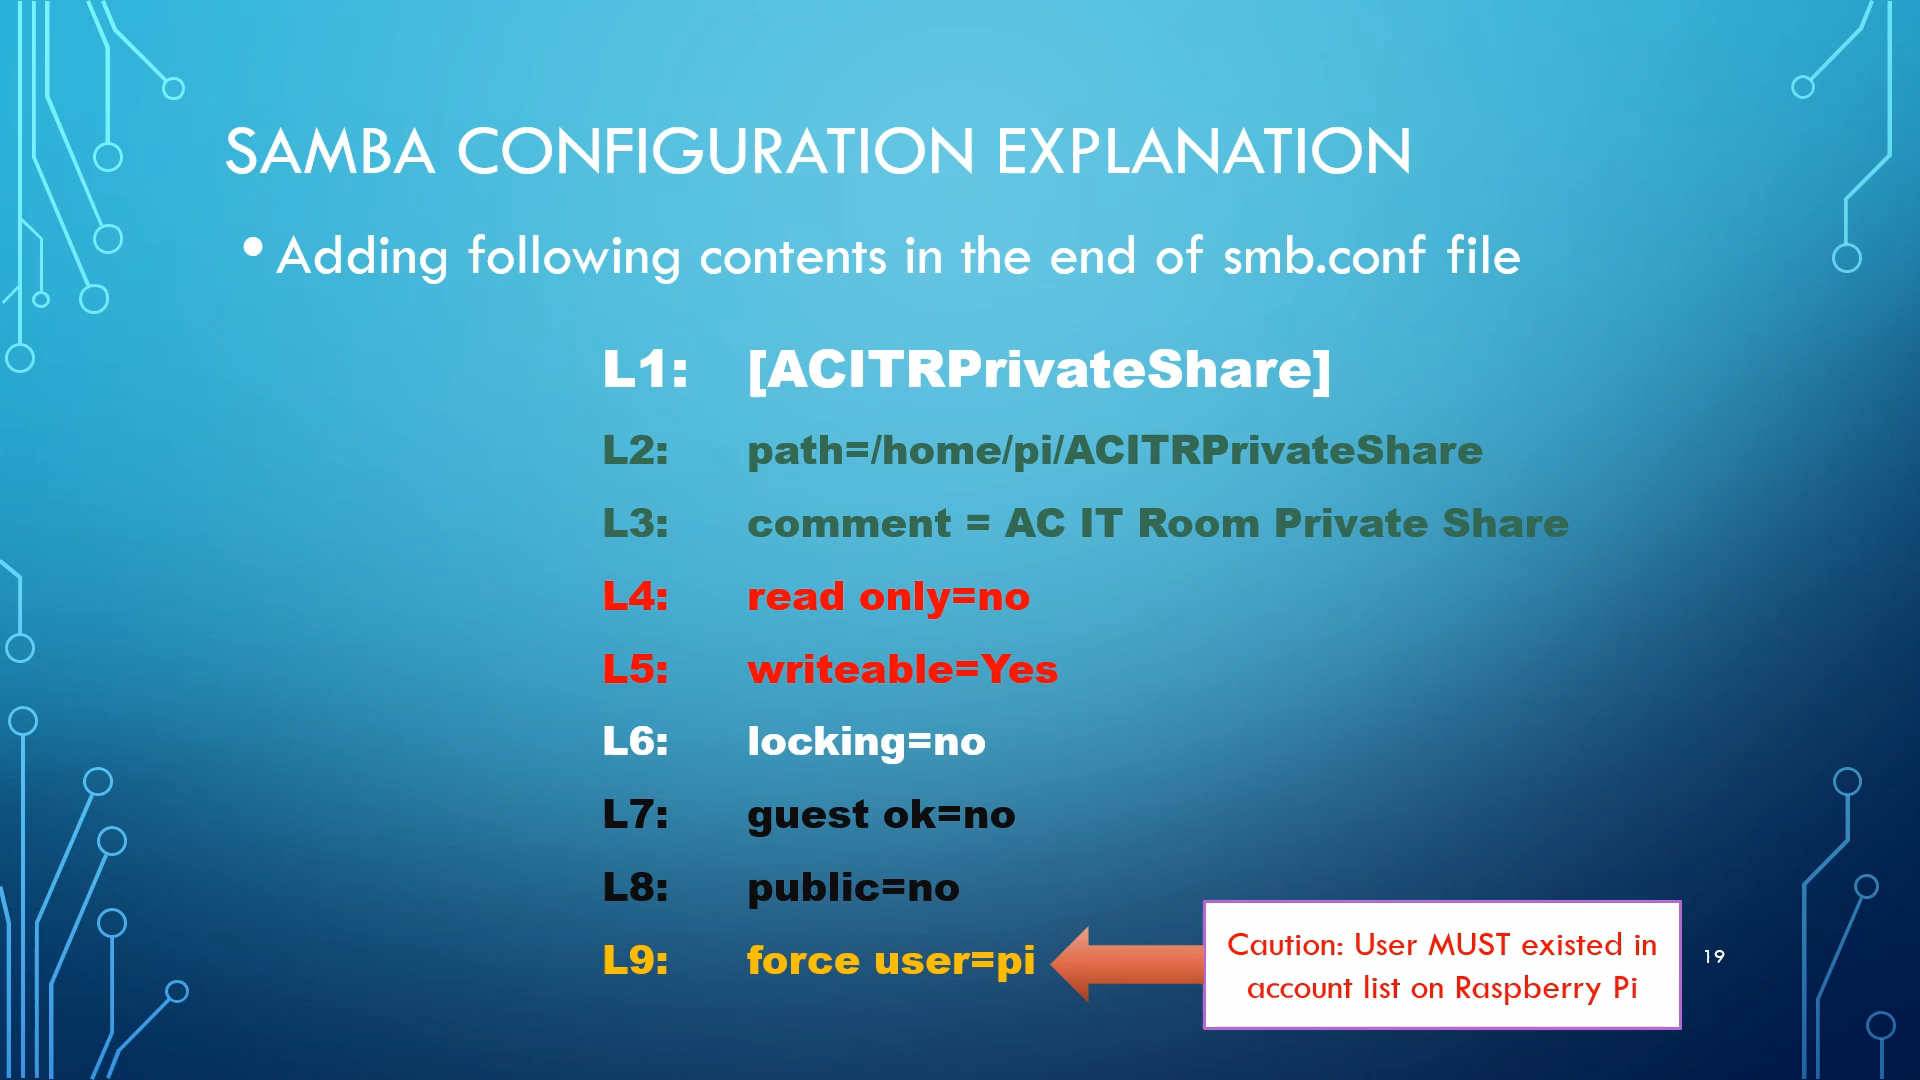 SAMBA CONFIGURATION EXPLANATION
• Adding following contents in the end of smb.conf file
L1: [ACITRPrivateShare]
L2: path=/home/pi/ACITRPrivateShare
L3: comment = AC IT Room Private Share
L4: read only=no
L5: writeable=Yes
L6: locking=no
L7: guest ok=no
L8: public=no
L9: force user=pi
Caution: User MUST existed in
account list on Raspberry Pi
19